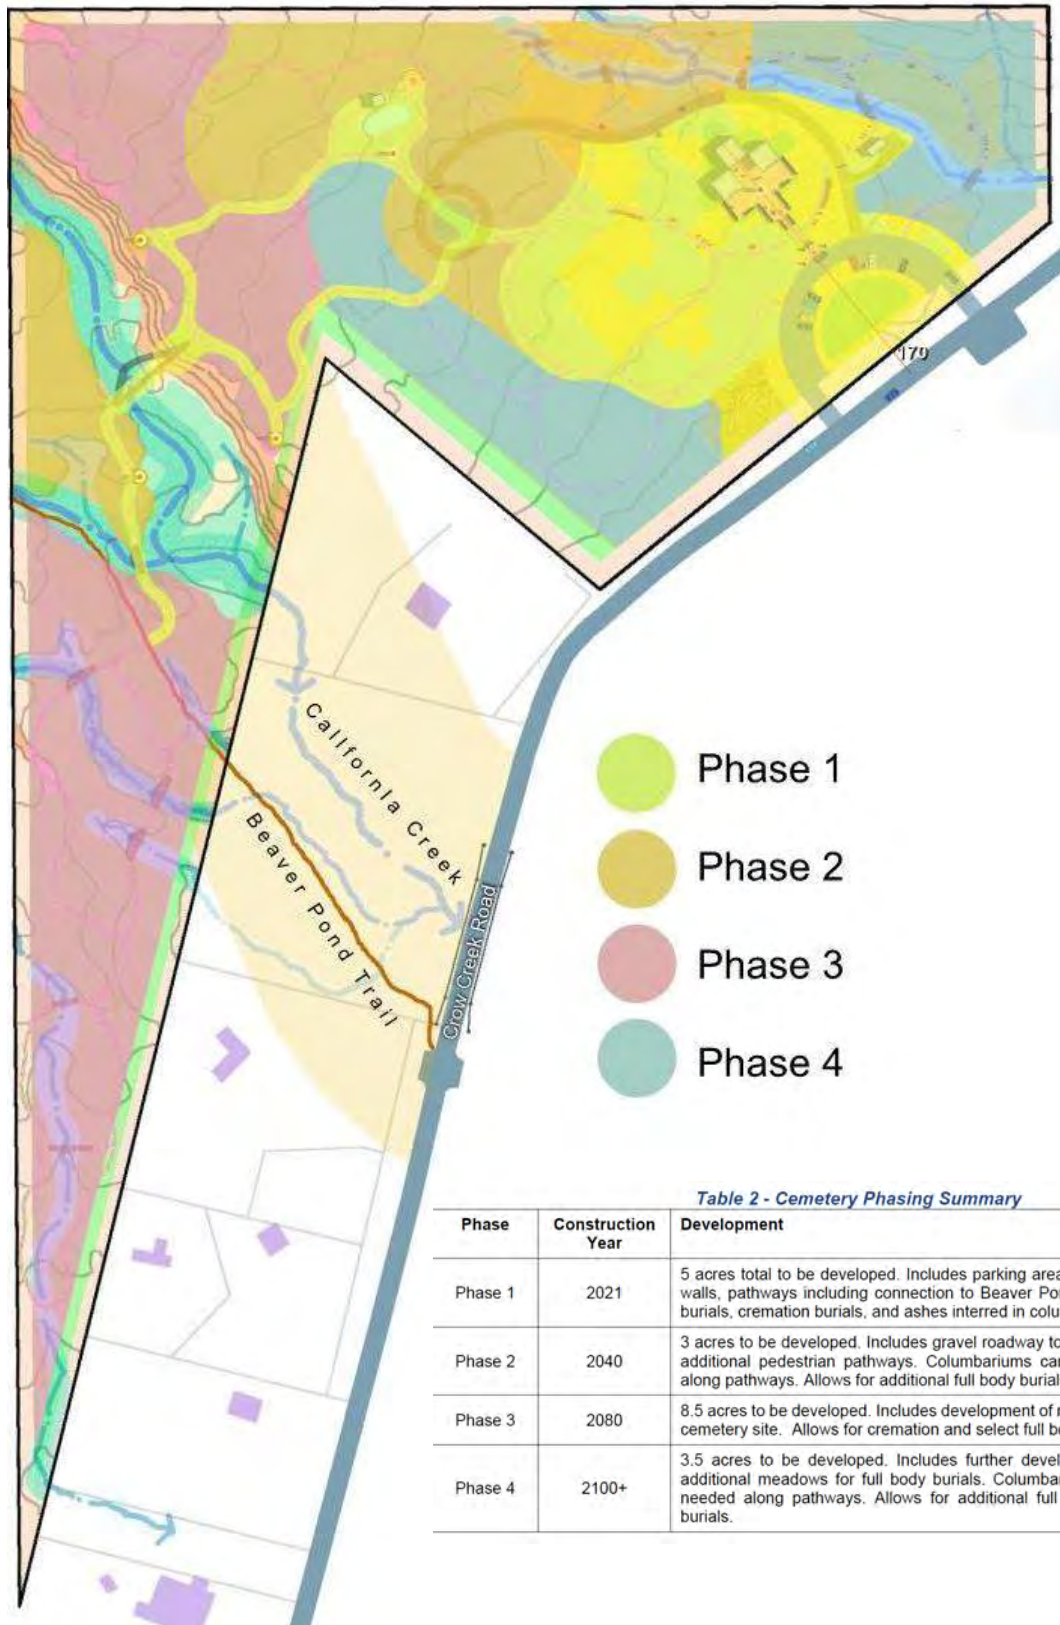 179
California Creek
Beaver Pond Trail
Crow Creek Road
Phase 1
Phase 2
Phase 3
Phase 4
Table 2 - Cemetery Phasing Summary
Phase Construction Year Development
Phase 1 2021 5 acres total to be developed. Includes parking area
walls, pathways including connection to Beaver Pon
burials, cremation burials, and ashes interred in colu
Phase 2 2040 3 acres to be developed. Includes gravel roadway to
additional pedestrian pathways. Columbariums can
along pathways. Allows for additional full body burial
Phase 3 2080 8.5 acres to be developed. Includes development of
cemetery site. Allows for cremation and select full b
Phase 4 2100+ 3.5 acres to be developed. Includes further devel
additional meadows for full body burials. Columbar
needed along pathways. Allows for additional full
burials.